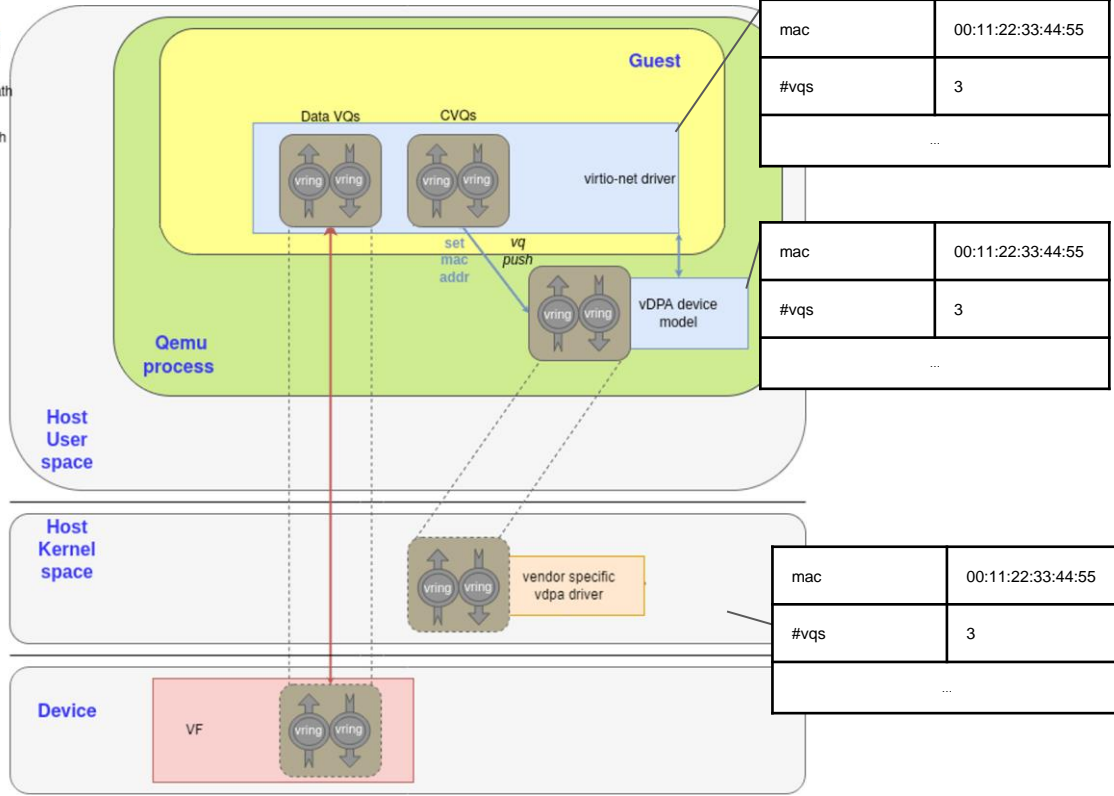 Guest
Data VQs
CVQs
vring
vring
vring
vring
virtio-net driver
set
mac
addr
vq
push
vring
vring
vDPA device
model
Qemu
process
Host
User
space
Host
Kernel
space
vring
vring
vendor specific
vdpa driver
Device
VF
vring
vring
mac 00:11:22:33:44:55
#vqs 3
...
mac 00:11:22:33:44:55
#vqs 3
...
mac 00:11:22:33:44:55
#vqs 3
...